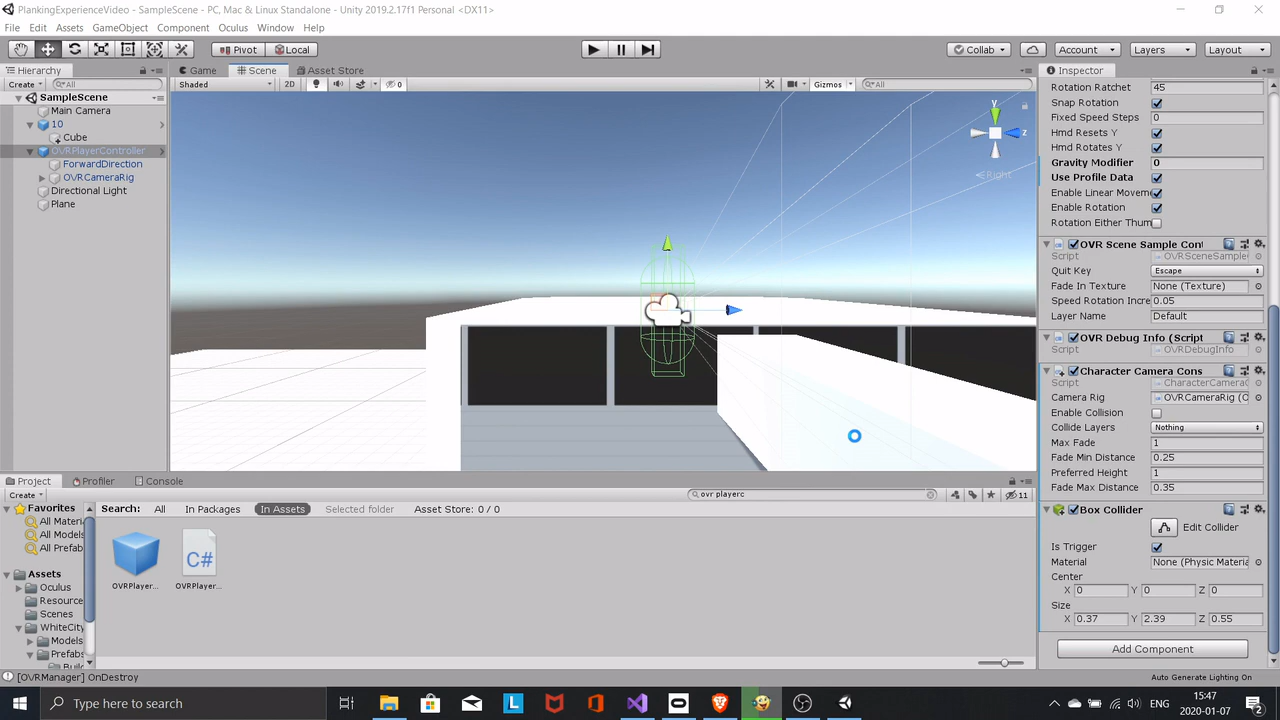 PlankingExperienceVideo - SampleScene - PC, Mac & Linux Standalone - Unity 2019.2.17f1 Personal <DX11>
File Edit Assets GameObject Component Oculus Window Help
Pivot Local Collab Account Layers Layout
Hierarchy
Create All
SampleScene
Main Camera
10
Cube
OVRPlayerController
ForwardDirection
OVRCameraRig
Directional Light
Plane
Game Scene Asset Store
Shaded 2D 0 Gizmos All
y
z
Right
Inspector
Rotation Ratchet 45
Snap Rotation
Fixed Speed Steps 0
Hmd Resets Y
Hmd Rotates Y
Gravity Modifier 0
Use Profile Data
Enable Linear Movem
Enable Rotation
Rotation Either Thum
OVR Scene Sample Cont
Script OVRSceneSample
Quit Key Escape
Fade In Texture None (Texture)
Speed Rotation Incre 0.05
Layer Name Default
OVR Debug Info (Script
Script OVRDebugInfo
Character Camera Cons
Script CharacterCamera
Camera Rig OVRCameraRig (O
Enable Collision
Collide Layers Nothing
Max Fade 1
Fade Min Distance 0.25
Preferred Height 1
Fade Max Distance 0.35
Box Collider
Edit Collider
Is Trigger
Material None (Physic Materia
Center
X 0 Y 0 Z 0
Size
X 0.37 Y 2.39 Z 0.55
Add Component
Auto Generate Lighting On
Project Profiler Console
Create ovr playerc 11
Favorites
All Materi
All Models
All Prefab
Assets
Oculus
Resource
Scenes
WhiteCity
Models
Prefabs
Search: All In Packages In Assets Selected folder Asset Store: 0 / 0
C#
OVRPlayer... OVRPlayer...
[OVRManager] OnDestroy
Type here to search
L
ENG
15:47
2020-01-07
2